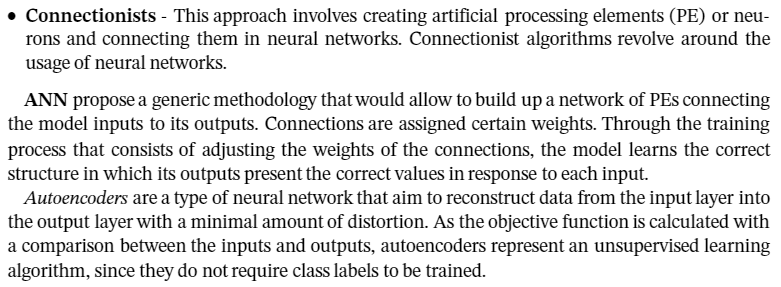 • Connectionists - This approach involves creating artificial processing elements (PE) or neu-
rons and connecting them in neural networks. Connectionist algorithms revolve around the
usage of neural networks.
ANN propose a generic methodology that would allow to build up a network of PEs connecting
the model inputs to its outputs. Connections are assigned certain weights. Through the training
process that consists of adjusting the weights of the connections, the model learns the correct
structure in which its outputs present the correct values in response to each input.
Autoencoders are a type of neural network that aim to reconstruct data from the input layer into
the output layer with a minimal amount of distortion. As the objective function is calculated with
a comparison between the inputs and outputs, autoencoders represent an unsupervised learning
algorithm, since they do not require class labels to be trained.